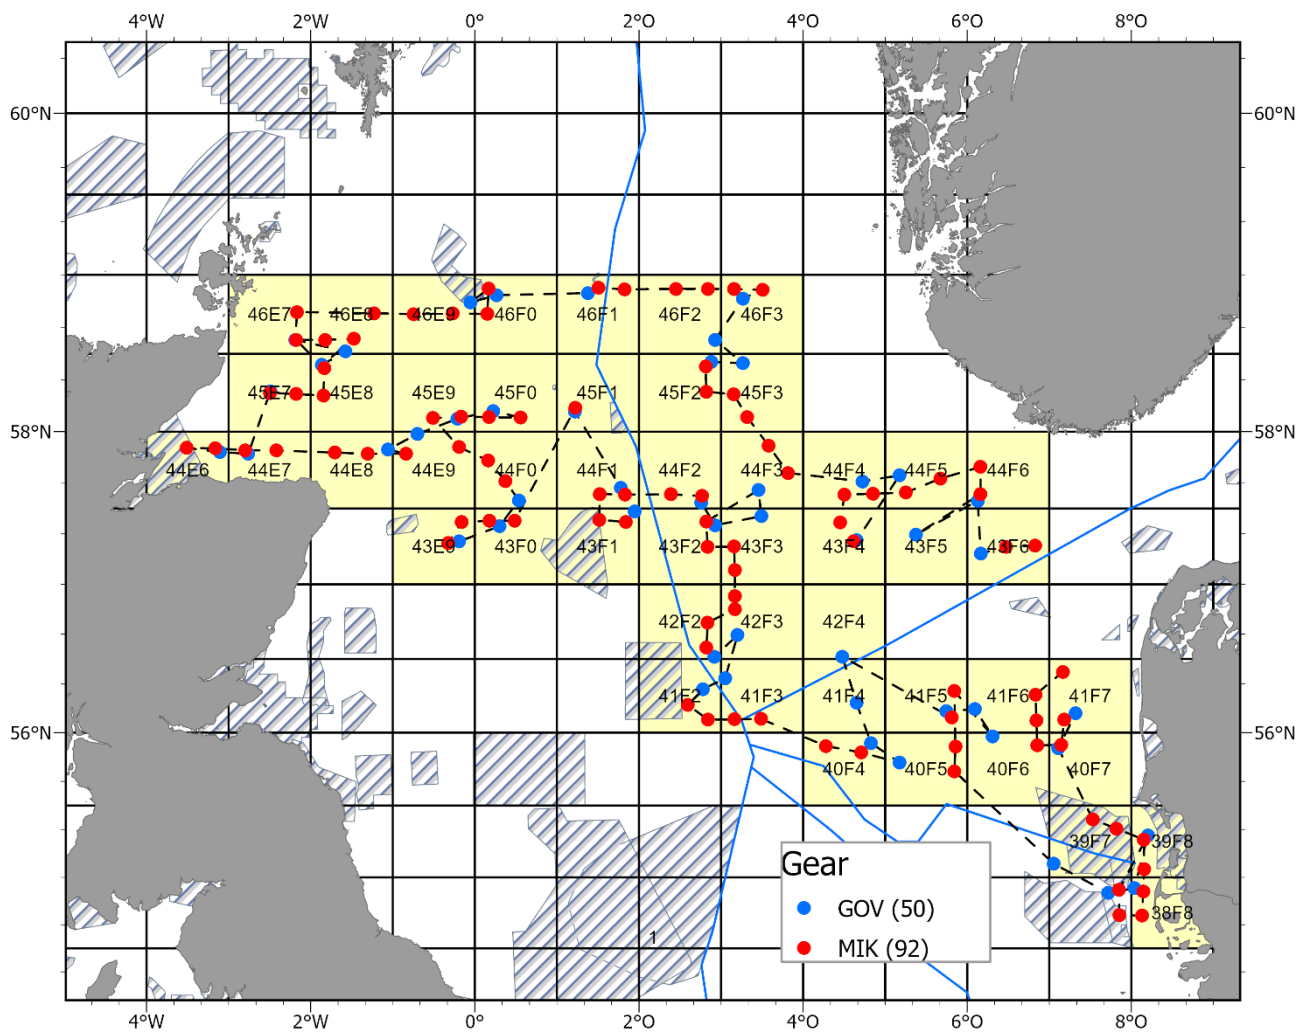 4°W 2°W 0° 2°O 4°O 6°O 8°O
60°N 60°N
46E7 46E8 46E9 46F0 46F1 46F2 46F3
45E7 45E8 45E9 45F0 45F1 45F2 45F3
58°N 58°N
44E6 44E7 44E8 44E9 44F0 44F1 44F2 44F3 44F4 44F5 44F6
43E9 43F0 43F1 43F2 43F3 43F4 43F5 43F6
42F2 42F3 42F4
41F2 41F3 41F4 41F5 41F6 41F7
56°N 56°N
40F4 40F5 40F6 40F7
39F7 39F8
Gear
GOV (50)
38F8
1
MIK (92)
4°W 2°W 0° 2°O 4°O 6°O 8°O